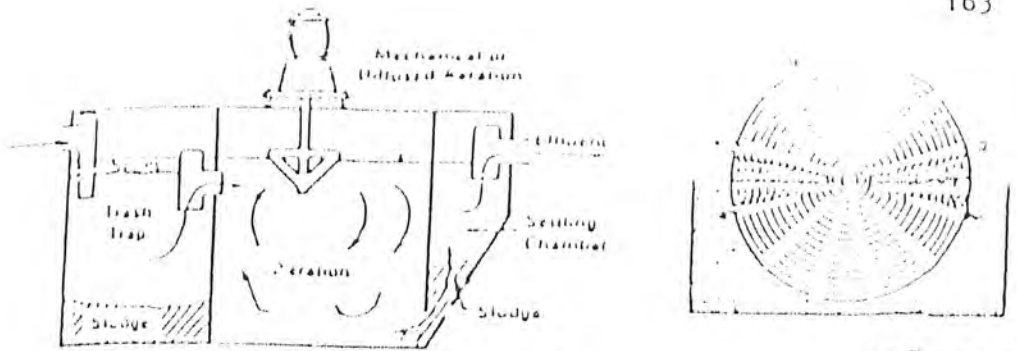 163
Mechanical or
Diffused Aeration
Effluent
Trash
Trap
Settling
Chamber
Aeration
Sludge
Sludge